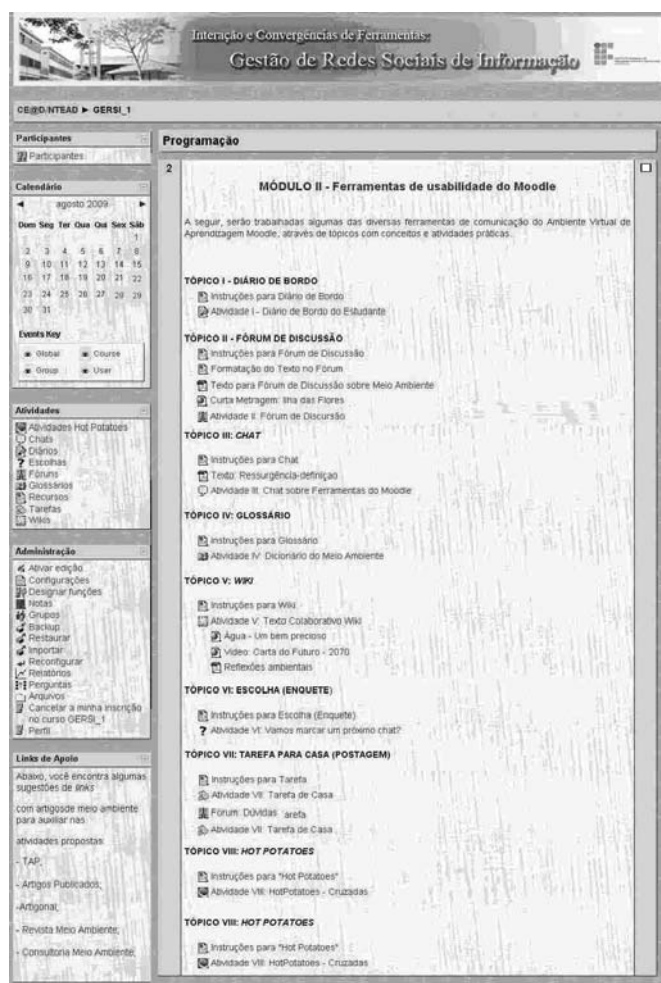 Interação e Convergências de Ferramentas:
Gestão de Redes Sociais de Informação
CE@D/NTEAD ► GERSI_1
Participantes
Participantes
Calendário
◄ agosto 2009 ►
Dom Seg Ter Qua Qui Sex Sáb
1
2 3 4 5 6 7 8
9 10 11 12 13 14 15
16 17 18 19 20 21 22
23 24 25 26 27 28 29
30 31
Events Key
Global Course
Group User
Atividades
Atividades Hot Potatoes
Chats
Diários
Escolhas
Fóruns
Glossários
Recursos
Tarefas
Wikis
Administração
Ativar edição
Configurações
Designar funções
Notas
Grupos
Backup
Restaurar
Importar
Reconfigurar
Relatórios
Perguntas
Arquivos
Cancelar a minha inscrição
no curso GERSI_1
Perfil
Links de Apoio
Abaixo, você encontra algumas
sugestões de links
com artigosde meio ambiente
para auxiliar nas
atividades propostas:
- TAP;
- Artigos Publicados;
-Artigonal;
- Revista Meio Ambiente;
- Consultoria Meio Ambiente;
Programação
2
MÓDULO II - Ferramentas de usabilidade do Moodle
A seguir, serão trabalhadas algumas das diversas ferramentas de comunicação do Ambiente Virtual de
Aprendizagem Moodle, através de tópicos com conceitos e atividades práticas.
TÓPICO I - DIÁRIO DE BORDO
Instruções para Diário de Bordo
Atividade I - Diário de Bordo do Estudante
TÓPICO II - FÓRUM DE DISCUSSÃO
Instruções para Fórum de Discussão
Formatação do Texto no Fórum
Texto para Fórum de Discussão sobre Meio Ambiente
Curta Metragem: Ilha das Flores
Atividade II: Fórum de Discursão
TÓPICO III: CHAT
Instruções para Chat
Texto: Ressurgência-definiçao
Atividade III: Chat sobre Ferramentas do Moodle
TÓPICO IV: GLOSSÁRIO
Instruções para Glossário
Atividade IV: Dicionário do Meio Ambiente
TÓPICO V: WIKI
Instruções para Wiki
Atividade V: Texto Colaborativo Wiki
Água - Um bem precioso
Video: Carta do Futuro - 2070
Reflexões ambientais
TÓPICO VI: ESCOLHA (ENQUETE)
Instruções para Escolha (Enquete)
? Atividade VI: Vamos marcar um próximo chat?
TÓPICO VII: TAREFA PARA CASA (POSTAGEM)
Instruções para Tarefa
Atividade VII: Tarefa de Casa
Fórum: Dúvidas arefa
Atividade VII: Tarefa de Casa
TÓPICO VIII: HOT POTATOES
Instruções para "Hot Potatoes"
Atividade VIII: HotPotatoes - Cruzadas
TÓPICO VIII: HOT POTATOES
Instruções para "Hot Potatoes"
Atividade VIII: HotPotatoes - Cruzadas